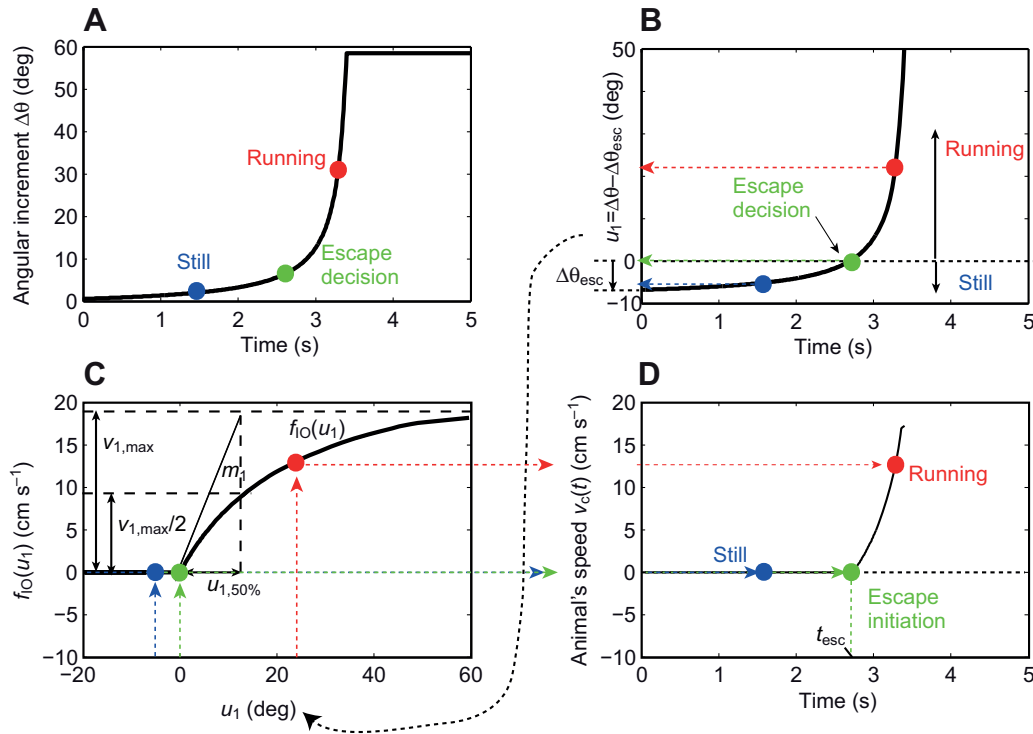 A
Angular increment Δθ (deg)
60
50
40
30
20
10
0
Running
Still
Escape
decision
0 1 2 3 4 5
Time (s)
B
u1=Δθ–Δθesc (deg)
50
0
−10
Δθesc
Escape
decision
Running
Still
0 1 2 3 4 5
Time (s)
C
fIO(u1) (cm s−1)
20
15
10
5
0
−5
−10
v1,max
v1,max/2
m1
fIO(u1)
u1,50%
−20 0 20 40 60
u1 (deg)
D
Animal's speed vc(t) (cm s−1)
20
15
10
5
0
−5
−10
Running
Still
Escape
initiation
tesc
0 1 2 3 4 5
Time (s)